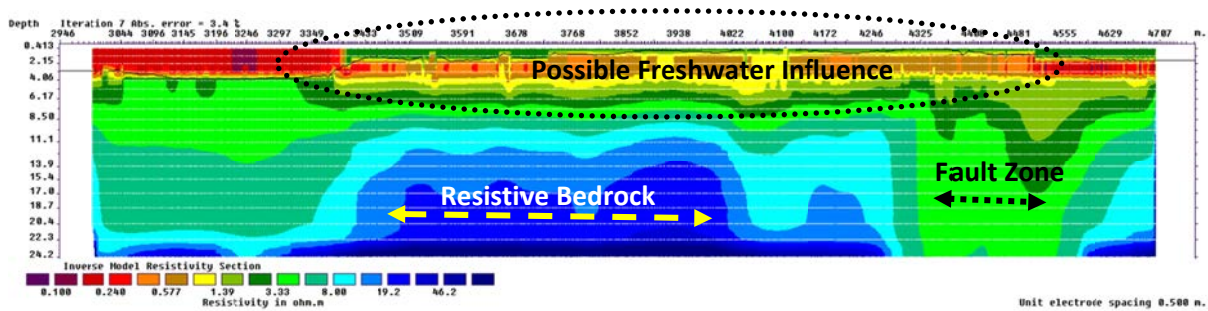 Depth Iteration 7 Abs. error = 3.4 %
2946 3044 3096 3145 3196 3246 3297 3349 3433 3509 3591 3678 3768 3852 3938 4022 4100 4172 4246 4325 4481 4555 4629 4707 m.
0.413
2.15
4.06
6.17
8.50
11.1
13.9
15.4
17.0
18.7
20.4
22.3
24.2
Possible Freshwater Influence
Resistive Bedrock
Fault Zone
Inverse Model Resistivity Section
0.100 0.240 0.577 1.39 3.33 8.00 19.2 46.2
Resistivity in ohm.m
Unit electrode spacing 0.500 m.